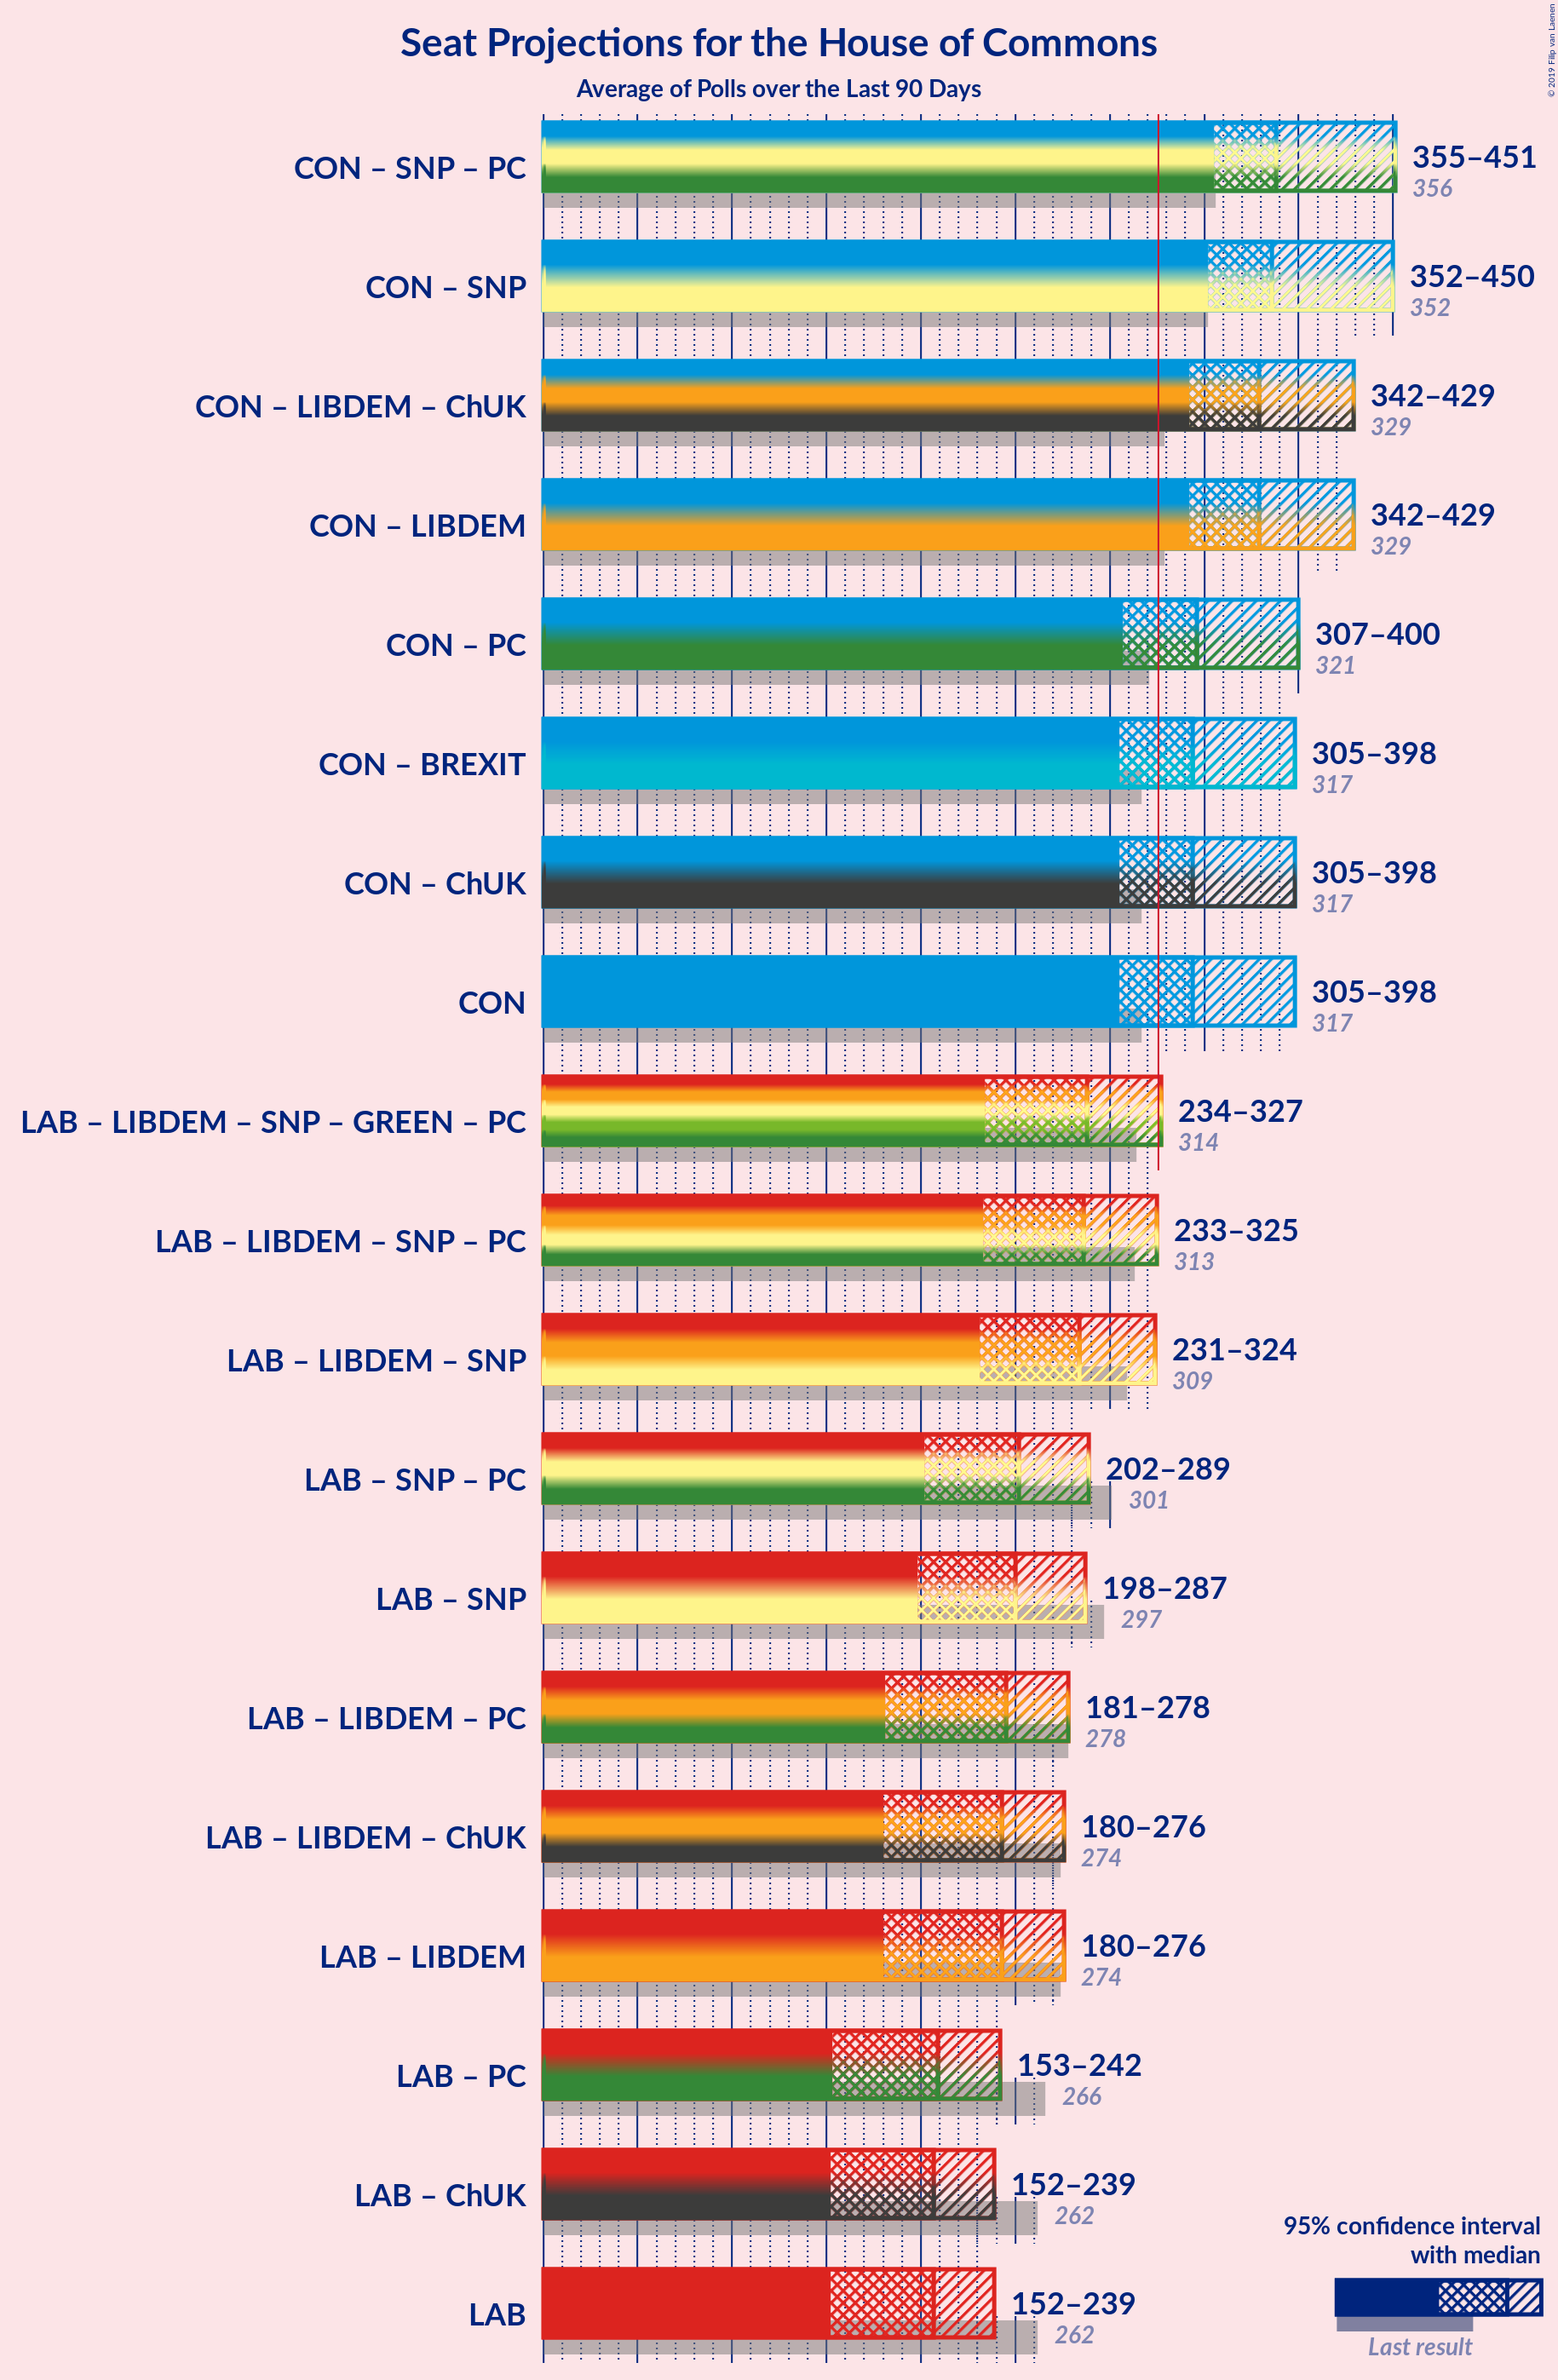 Seat Projections for the House of Commons
Average of Polls over the Last 90 Days
© 2019 Filip van Laenen
CON – SNP – PC
355–451
356
CON – SNP
352–450
352
CON – LIBDEM – ChUK
342–429
329
CON – LIBDEM
342–429
329
CON – PC
307–400
321
CON – BREXIT
305–398
317
CON – ChUK
305–398
317
CON
305–398
317
LAB – LIBDEM – SNP – GREEN – PC
234–327
314
LAB – LIBDEM – SNP – PC
233–325
313
LAB – LIBDEM – SNP
231–324
309
LAB – SNP – PC
202–289
301
LAB – SNP
198–287
297
LAB – LIBDEM – PC
181–278
278
LAB – LIBDEM – ChUK
180–276
274
LAB – LIBDEM
180–276
274
LAB – PC
153–242
266
LAB – ChUK
152–239
262
LAB
152–239
262
95% confidence interval
with median
Last result